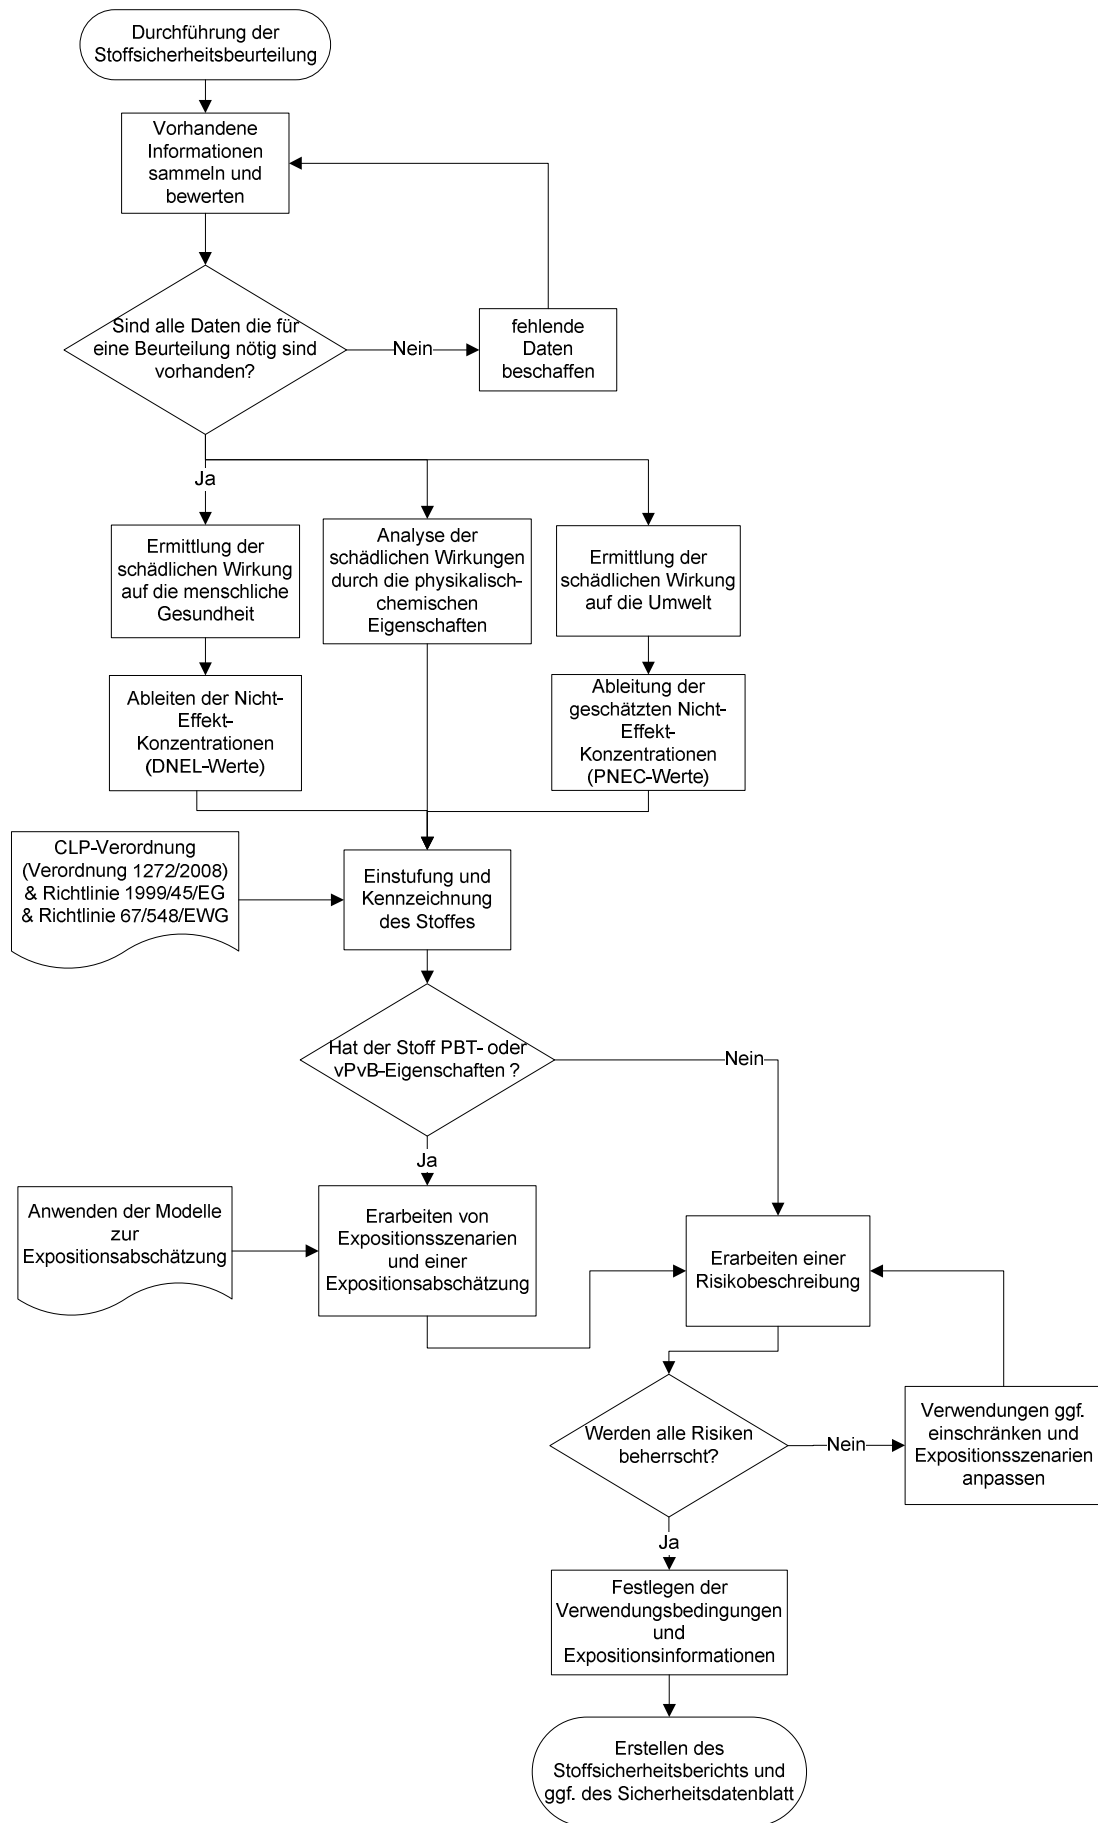 Durchführung der
Stoffsicherheitsbeurteilung
Vorhandene
Informationen
sammeln und
bewerten
Sind alle Daten die für
eine Beurteilung nötig sind
vorhanden?
Nein
fehlende
Daten
beschaffen
Ja
Ermittlung der
schädlichen Wirkung
auf die menschliche
Gesundheit
Analyse der
schädlichen Wirkungen
durch die physikalisch-
chemischen
Eigenschaften
Ermittlung der
schädlichen Wirkung
auf die Umwelt
Ableiten der Nicht-
Effekt-
Konzentrationen
(DNEL-Werte)
Ableitung der
geschätzten Nicht-
Effekt-
Konzentrationen
(PNEC-Werte)
CLP-Verordnung
(Verordnung 1272/2008)
& Richtlinie 1999/45/EG
& Richtlinie 67/548/EWG
Einstufung und
Kennzeichnung
des Stoffes
Hat der Stoff PBT- oder
vPvB-Eigenschaften ?
Nein
Ja
Anwenden der Modelle
zur
Expositionsabschätzung
Erarbeiten von
Expositionsszenarien
und einer
Expositionsabschätzung
Erarbeiten einer
Risikobeschreibung
Werden alle Risiken
beherrscht?
Nein
Verwendungen ggf.
einschränken und
Expositionsszenarien
anpassen
Ja
Festlegen der
Verwendungsbedingungen
und
Expositionsinformationen
Erstellen des
Stoffsicherheitsberichts und
ggf. des Sicherheitsdatenblatt